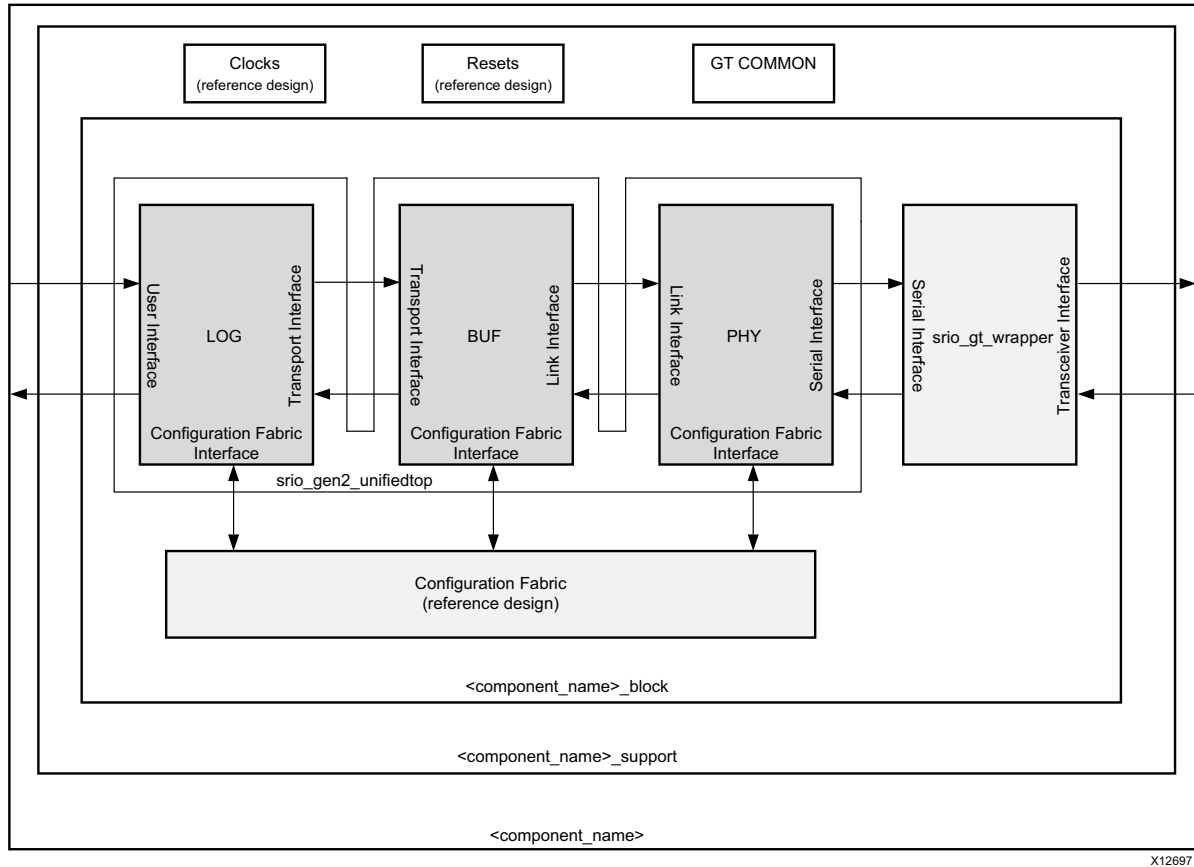 Clocks
(reference design)
Resets
(reference design)
GT COMMON
User Interface
LOG
Transport Interface
Configuration Fabric
Interface
Transport Interface
BUF
Link Interface
Configuration Fabric
Interface
Link Interface
PHY
Serial Interface
Configuration Fabric
Interface
Serial Interface
srio_gt_wrapper
Transceiver Interface
srio_gen2_unifiedtop
Configuration Fabric
(reference design)
<component_name>_block
<component_name>_support
<component_name>
X12697